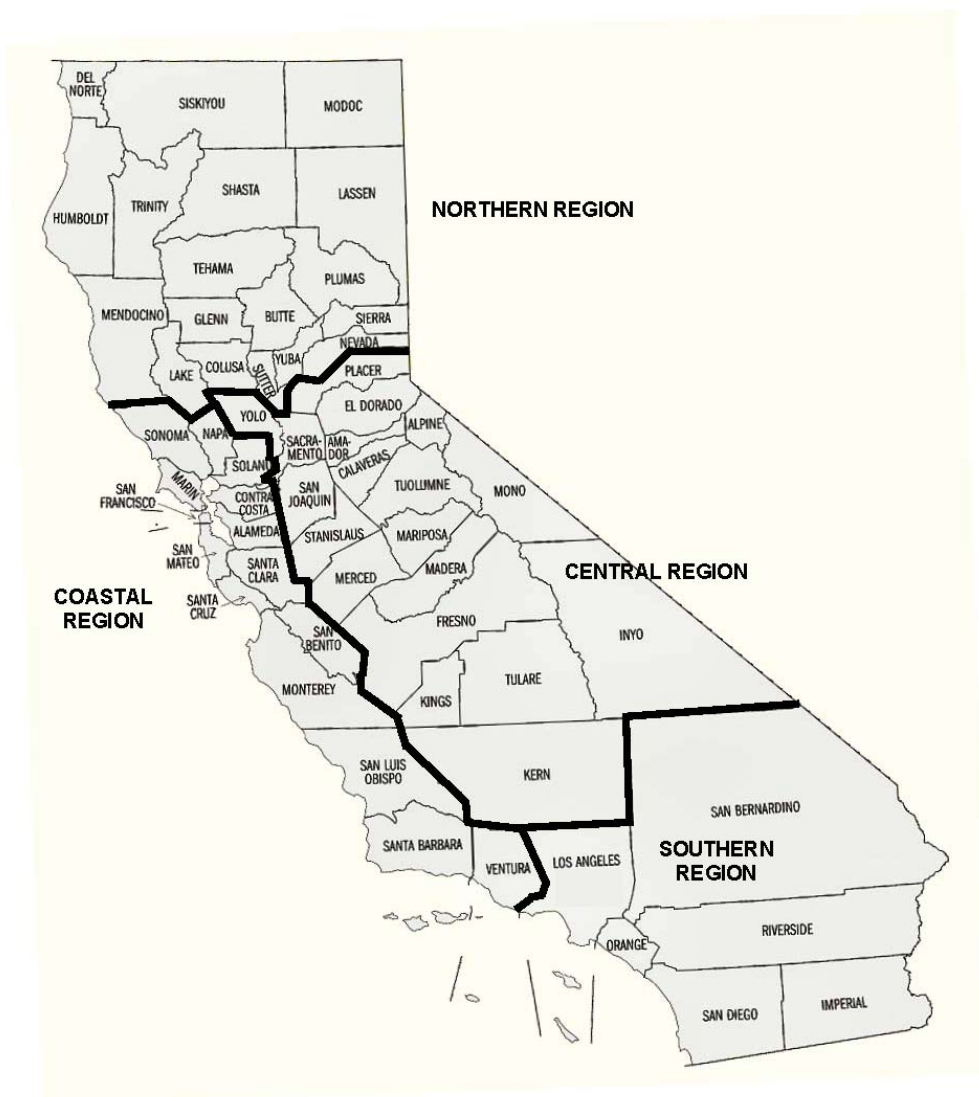 DEL
NORTE
SISKIYOU
MODOC
HUMBOLDT
TRINITY
SHASTA
LASSEN
NORTHERN REGION
TEHAMA
PLUMAS
MENDOCINO
GLENN
BUTTE
SIERRA
NEVADA
LAKE
COLUSA
SUTTER
YUBA
PLACER
SONOMA
NAPA
YOLO
EL DORADO
ALPINE
SACRA-
MENTO
AMA-
DOR
CALAVERAS
SOLANO
MARIN
SAN
FRANCISCO
CONTRA
COSTA
SAN
JOAQUIN
TUOLUMNE
MONO
ALAMEDA
STANISLAUS
MARIPOSA
SAN
MATEO
SANTA
CLARA
MERCED
MADERA
CENTRAL REGION
COASTAL
REGION
SANTA
CRUZ
FRESNO
SAN
BENITO
INYO
MONTEREY
KINGS
TULARE
SAN LUIS
OBISPO
KERN
SAN BERNARDINO
SANTA BARBARA
VENTURA
LOS ANGELES
SOUTHERN
REGION
ORANGE
RIVERSIDE
SAN DIEGO
IMPERIAL